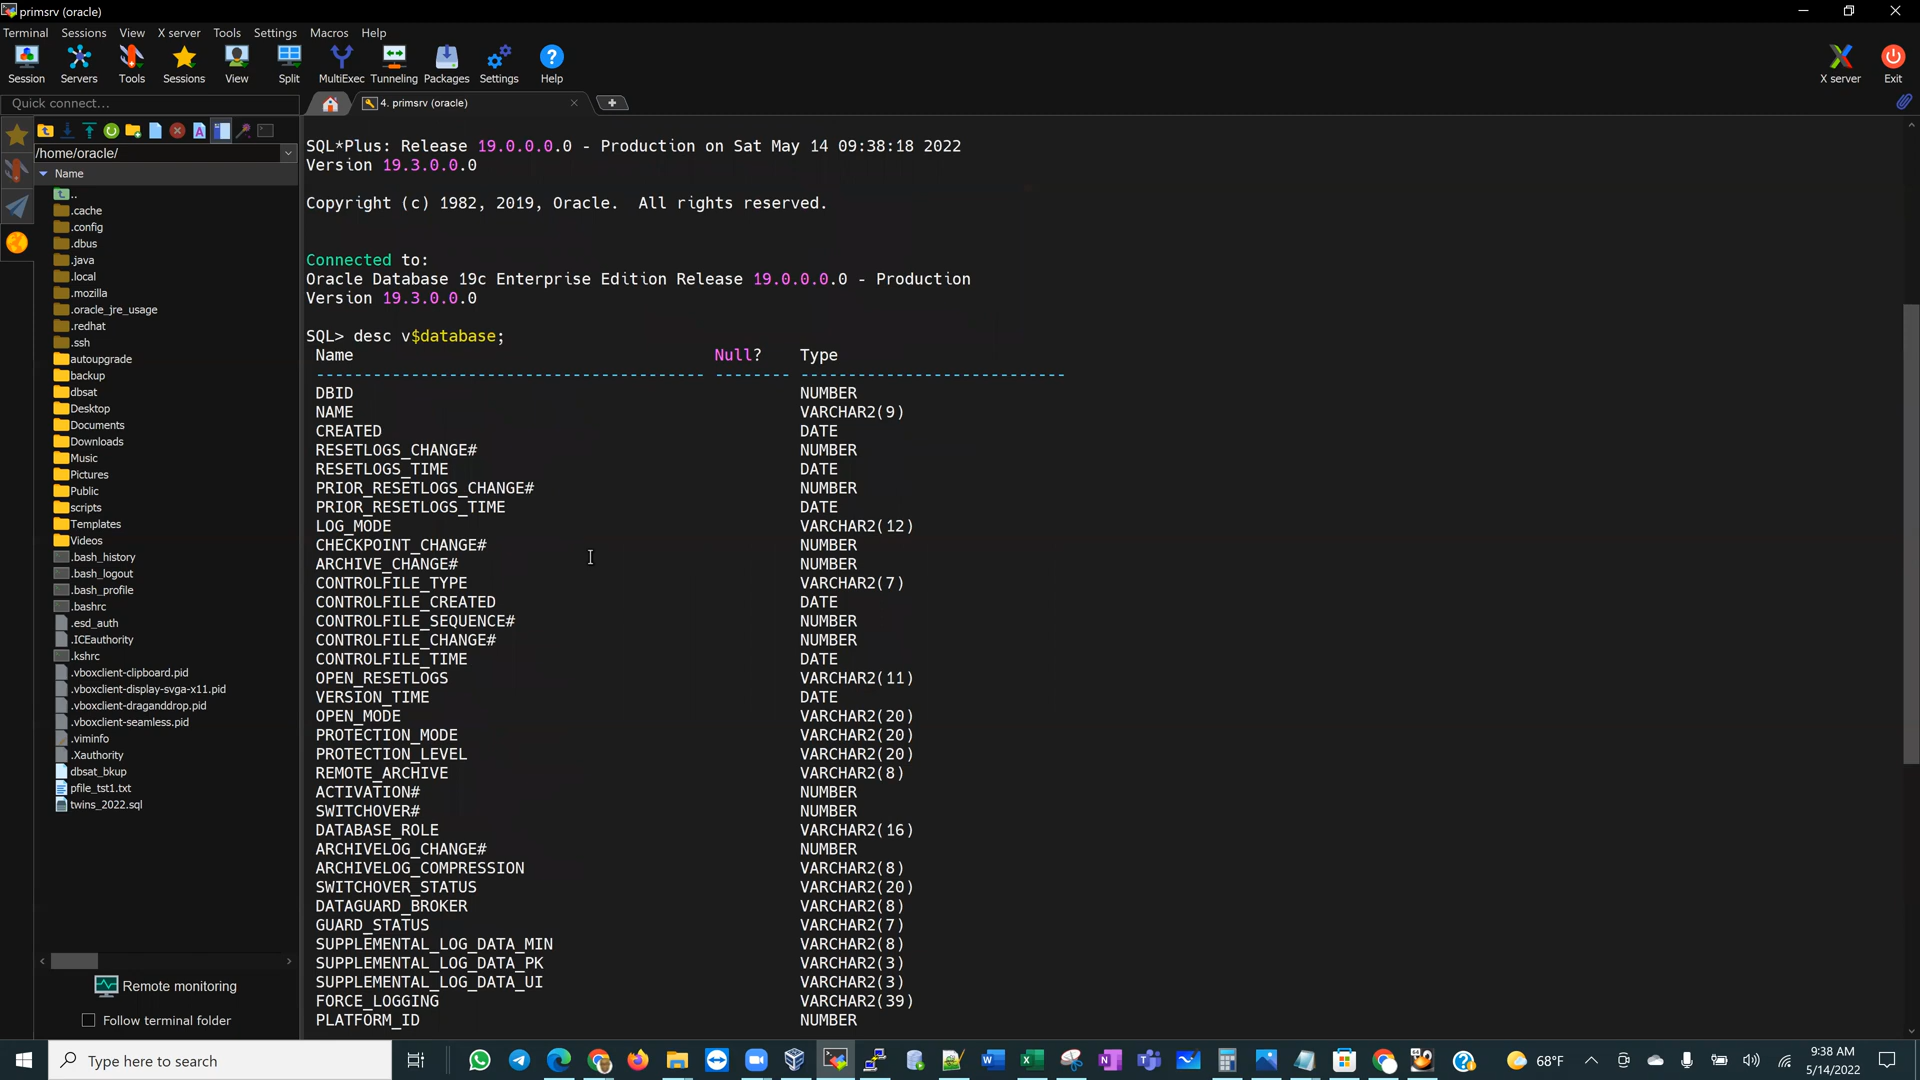 primsrv (oracle)
Terminal Sessions View X server Tools Settings Macros Help
Session Servers Tools Sessions View Split MultiExec Tunneling Packages Settings Help X server Exit
Quick connect...
4. primsrv (oracle)
/home/oracle/
Name
..
.cache
.config
.dbus
.java
.local
.mozilla
.oracle_jre_usage
.redhat
.ssh
autoupgrade
backup
dbsat
Desktop
Documents
Downloads
Music
Pictures
Public
scripts
Templates
Videos
.bash_history
.bash_logout
.bash_profile
.bashrc
.esd_auth
.ICEauthority
.kshrc
.vboxclient-clipboard.pid
.vboxclient-display-svga-x11.pid
.vboxclient-draganddrop.pid
.vboxclient-seamless.pid
.viminfo
.Xauthority
dbsat_bkup
pfile_tst1.txt
twins_2022.sql
Remote monitoring
Follow terminal folder
SQL*Plus: Release 19.0.0.0.0 - Production on Sat May 14 09:38:18 2022
Version 19.3.0.0.0
Copyright (c) 1982, 2019, Oracle.  All rights reserved.
Connected to:
Oracle Database 19c Enterprise Edition Release 19.0.0.0.0 - Production
Version 19.3.0.0.0
SQL> desc v$database;
Name Null? Type
----------------------------------------- -------- ----------------------------
DBID NUMBER
NAME VARCHAR2(9)
CREATED DATE
RESETLOGS_CHANGE# NUMBER
RESETLOGS_TIME DATE
PRIOR_RESETLOGS_CHANGE# NUMBER
PRIOR_RESETLOGS_TIME DATE
LOG_MODE VARCHAR2(12)
CHECKPOINT_CHANGE# NUMBER
ARCHIVE_CHANGE# NUMBER
CONTROLFILE_TYPE VARCHAR2(7)
CONTROLFILE_CREATED DATE
CONTROLFILE_SEQUENCE# NUMBER
CONTROLFILE_CHANGE# NUMBER
CONTROLFILE_TIME DATE
OPEN_RESETLOGS VARCHAR2(11)
VERSION_TIME DATE
OPEN_MODE VARCHAR2(20)
PROTECTION_MODE VARCHAR2(20)
PROTECTION_LEVEL VARCHAR2(20)
REMOTE_ARCHIVE VARCHAR2(8)
ACTIVATION# NUMBER
SWITCHOVER# NUMBER
DATABASE_ROLE VARCHAR2(16)
ARCHIVELOG_CHANGE# NUMBER
ARCHIVELOG_COMPRESSION VARCHAR2(8)
SWITCHOVER_STATUS VARCHAR2(20)
DATAGUARD_BROKER VARCHAR2(8)
GUARD_STATUS VARCHAR2(7)
SUPPLEMENTAL_LOG_DATA_MIN VARCHAR2(8)
SUPPLEMENTAL_LOG_DATA_PK VARCHAR2(3)
SUPPLEMENTAL_LOG_DATA_UI VARCHAR2(3)
FORCE_LOGGING VARCHAR2(39)
PLATFORM_ID NUMBER
Type here to search
68°F
9:38 AM
5/14/2022